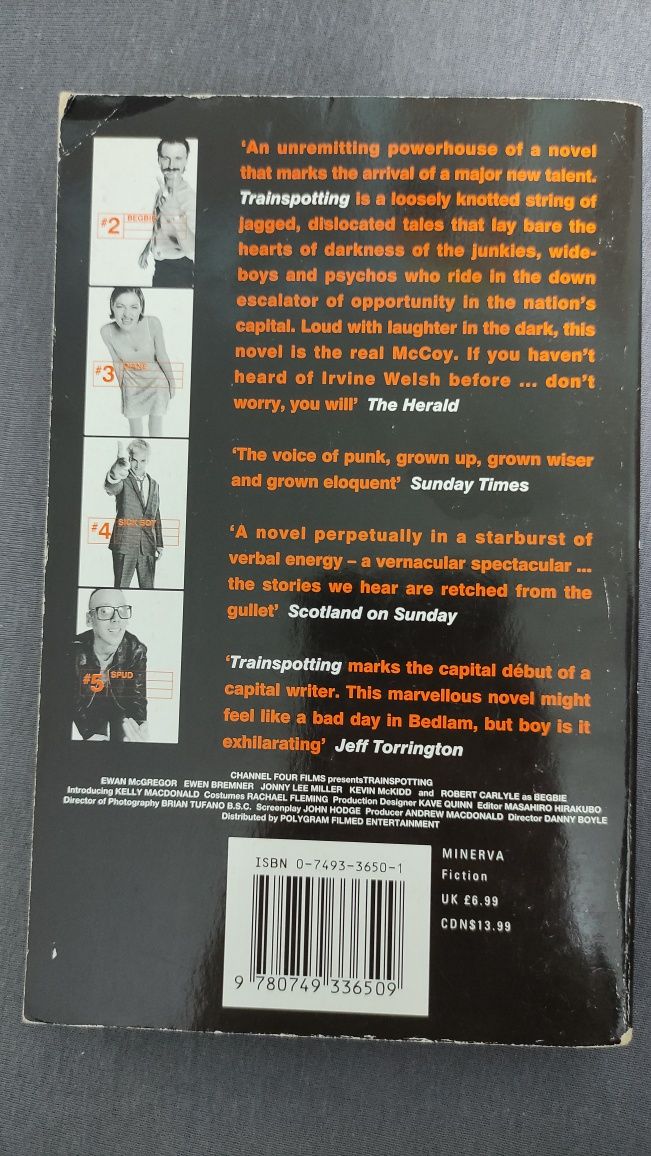 #2 BEGBIE
#3 DIANE
#4 SICK BOY
#5 SPUD
‘An unremitting powerhouse of a novel
that marks the arrival of a major new talent.
Trainspotting is a loosely knotted string of
jagged, dislocated tales that lay bare the
hearts of darkness of the junkies, wide-
boys and psychos who ride in the down
escalator of opportunity in the nation’s
capital. Loud with laughter in the dark, this
novel is the real McCoy. If you haven’t
heard of Irvine Welsh before ... don’t
worry, you will’ The Herald
‘The voice of punk, grown up, grown wiser
and grown eloquent’ Sunday Times
‘A novel perpetually in a starburst of
verbal energy – a vernacular spectacular ...
the stories we hear are retched from the
gullet’ Scotland on Sunday
‘Trainspotting marks the capital début of a
capital writer. This marvellous novel might
feel like a bad day in Bedlam, but boy is it
exhilarating’ Jeff Torrington
CHANNEL FOUR FILMS presents TRAINSPOTTING
EWAN McGREGOR EWEN BREMNER JONNY LEE MILLER KEVIN McKIDD and ROBERT CARLYLE as BEGBIE
Introducing KELLY MACDONALD Costumes RACHAEL FLEMING Production Designer KAVE QUINN Editor MASAHIRO HIRAKUBO
Director of Photography BRIAN TUFANO B.S.C. Screenplay JOHN HODGE Producer ANDREW MACDONALD Director DANNY BOYLE
Distributed by POLYGRAM FILMED ENTERTAINMENT
ISBN 0-7493-3650-1
9 780749 336509
MINERVA
Fiction
UK £6.99
CDN$13.99